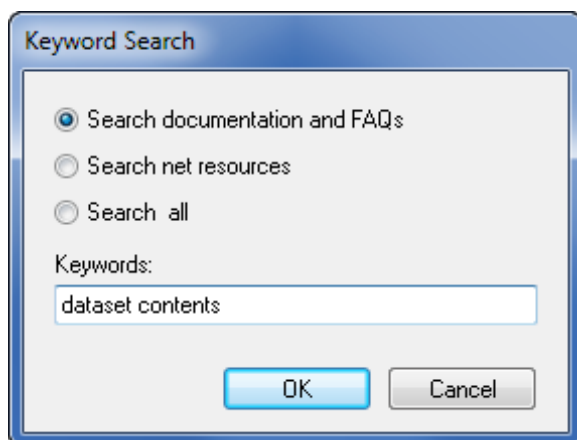 Keyword Search
Search documentation and FAQs
Search net resources
Search  all
Keywords:
dataset contents
OK
Cancel